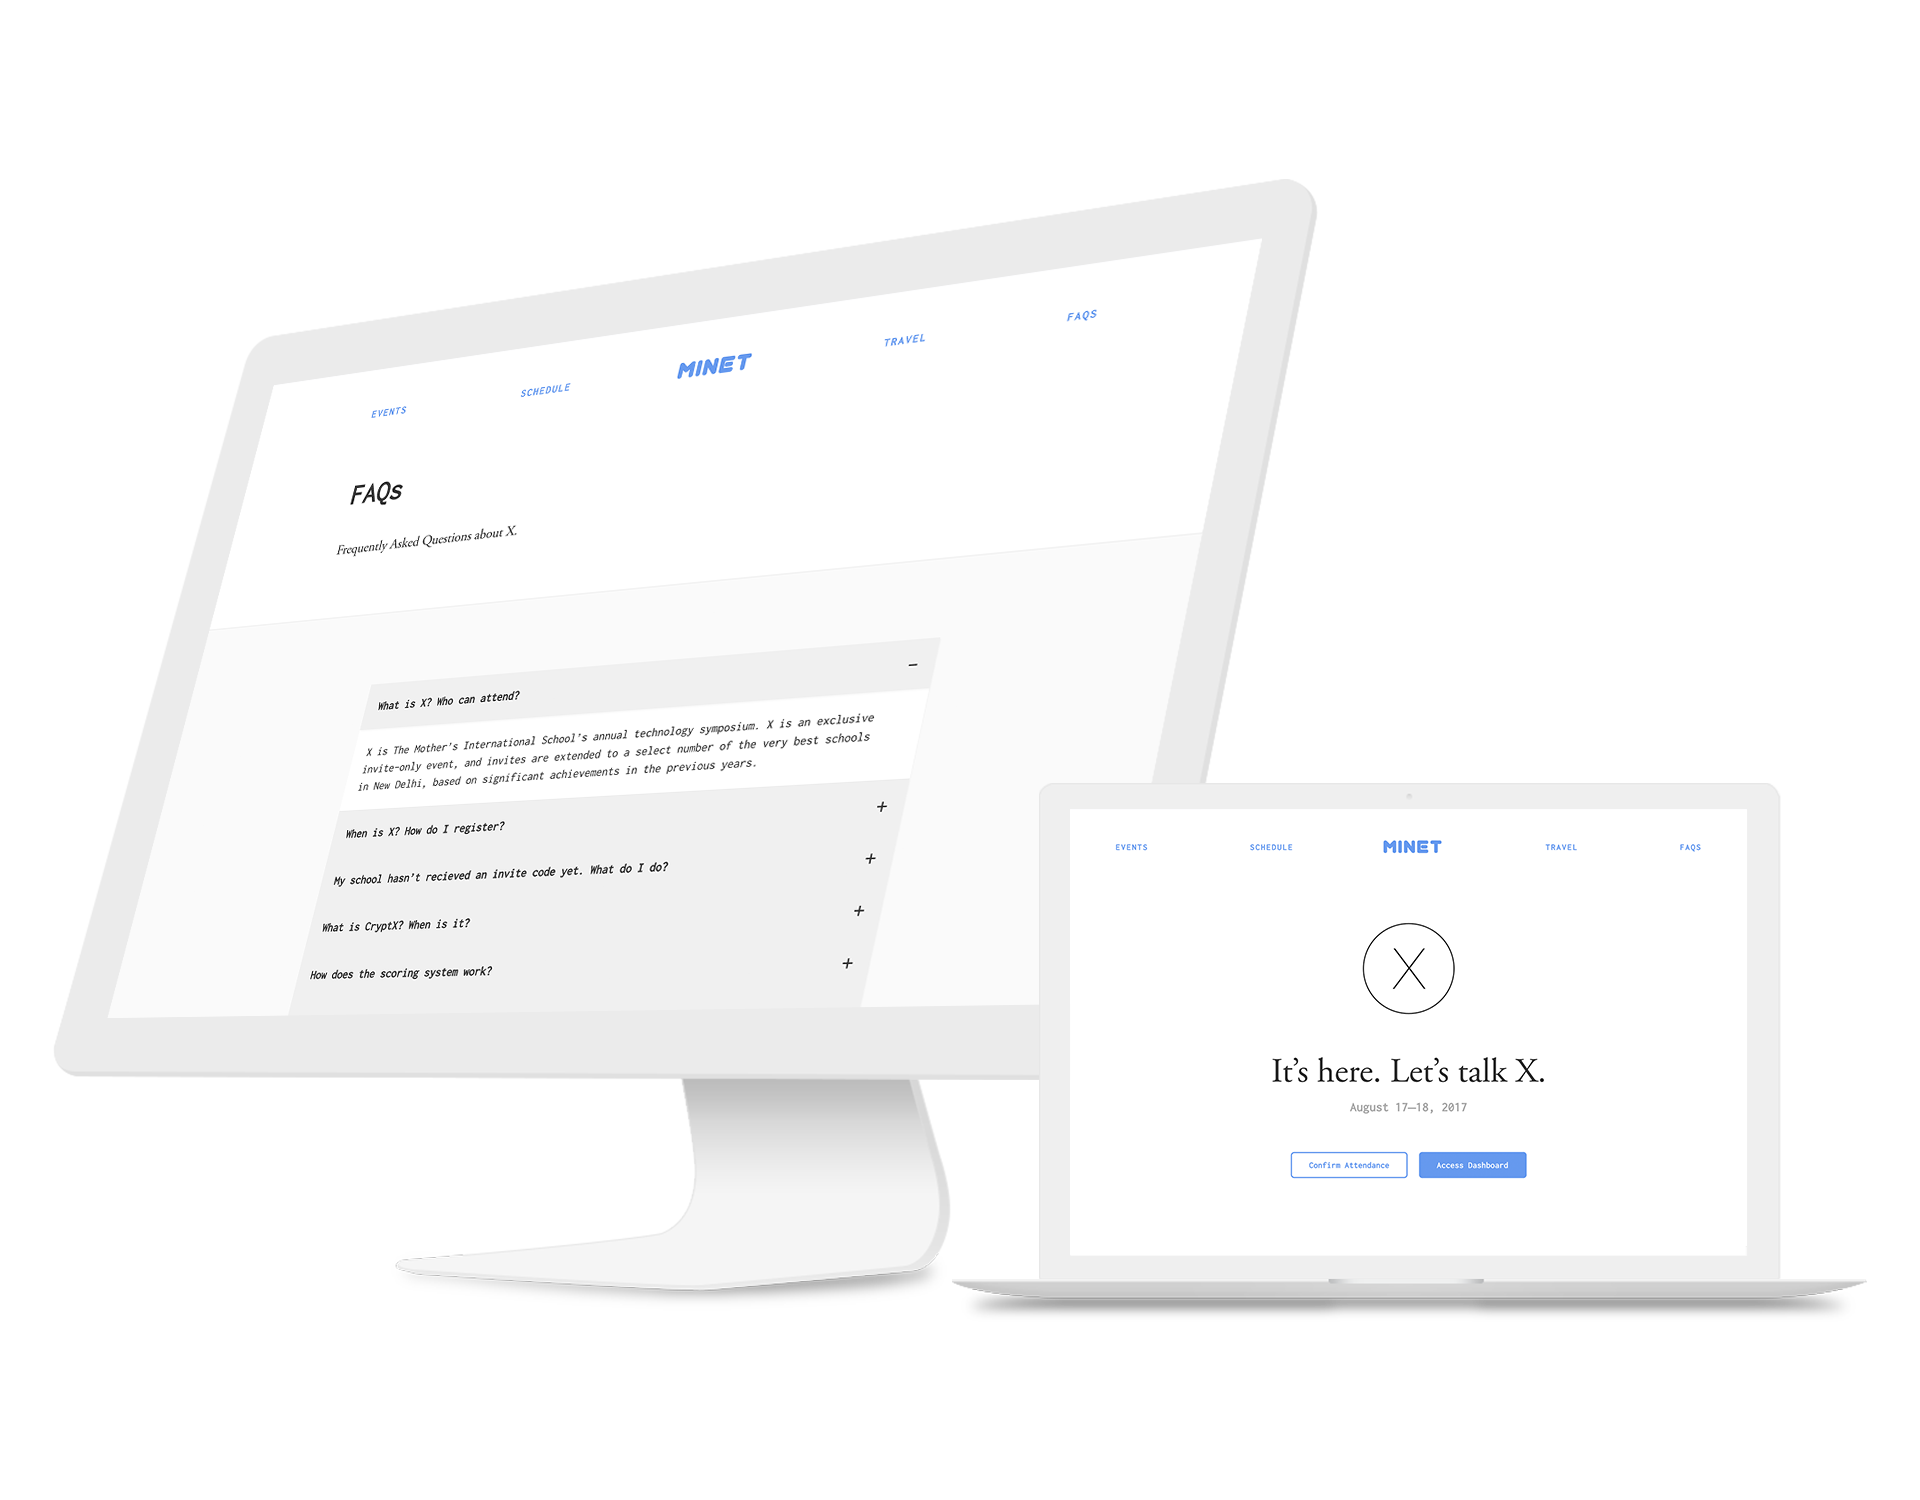 EVENTS
SCHEDULE
MINET
TRAVEL
FAQS
FAQs
Frequently Asked Questions about X.
What is X? Who can attend?
–
X is The Mother's International School's annual technology symposium. X is an exclusive
invite-only event, and invites are extended to a select number of the very best schools
in New Delhi, based on significant achievements in the previous years.
When is X? How do I register?
+
My school hasn't recieved an invite code yet. What do I do?
+
What is CryptX? When is it?
+
How does the scoring system work?
+
EVENTS
SCHEDULE
MINET
TRAVEL
FAQS
X
It's here. Let's talk X.
August 17–18, 2017
Confirm Attendance
Access Dashboard